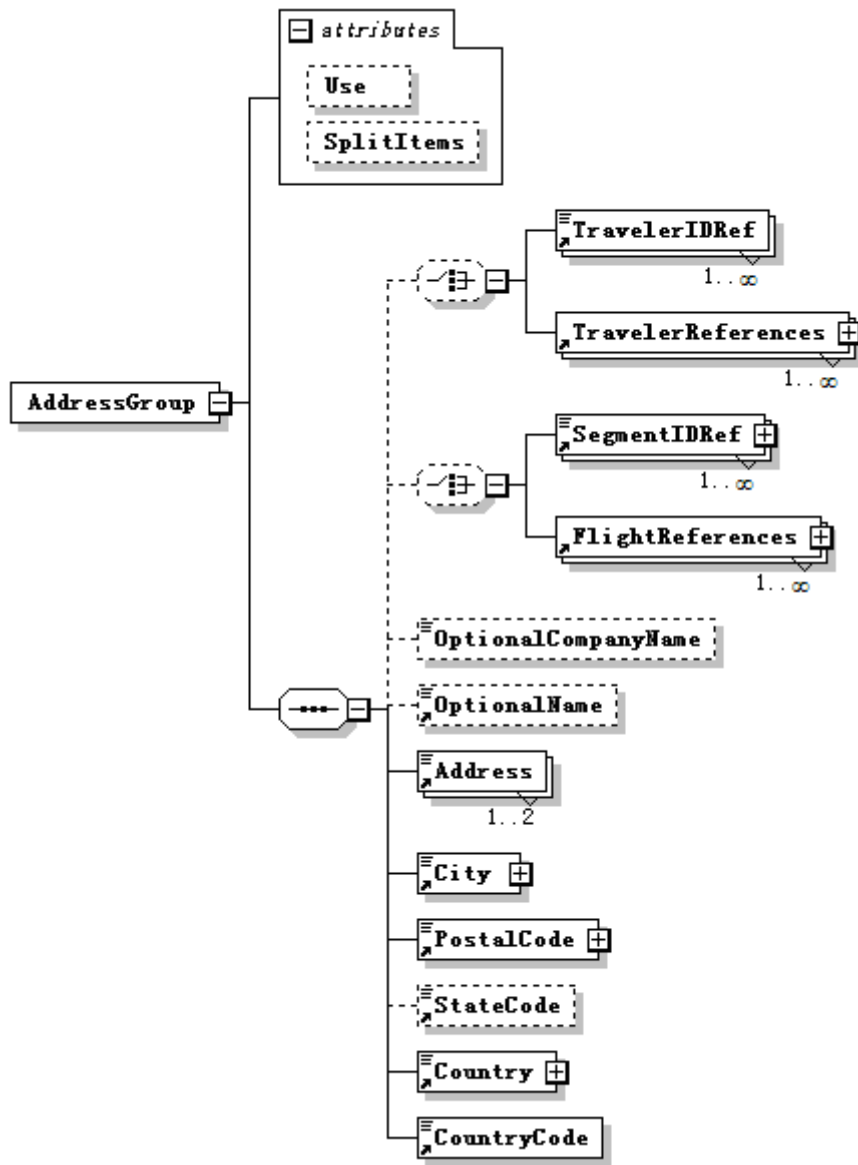 attributes
Use
SplitItems
TravelerIDRef
1..∞
TravelerReferences
1..∞
AddressGroup
SegmentIDRef
1..∞
FlightReferences
1..∞
OptionalCompanyName
OptionalName
Address
1..2
City
PostalCode
StateCode
Country
CountryCode